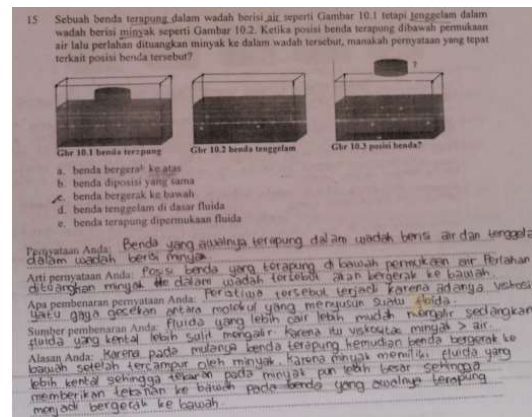 15 Sebuah benda terapung dalam wadah berisi air seperti Gambar 10.1 tetapi tenggelam dalam
wadah berisi minyak seperti Gambar 10.2. Ketika posisi benda terapung dibawah permukaan
air lalu perlahan dituangkan minyak ke dalam wadah tersebut, manakah pernyataan yang tepat
terkait posisi benda tersebut?
?
Gbr 10.1 benda terapung Gbr 10.2 benda tenggelam Gbr 10.3 posisi benda?
a. benda bergerak ke atas
b. benda diposisi yang sama
c. benda bergerak ke bawah
d. benda tenggelam di dasar fluida
e. benda terapung dipermukaan fluida
Pernyataan Anda: Benda yang awalnya terapung dalam wadah berisi air dan tenggela
dalam wadah berisi minyak.
Arti pernyataan Anda: Posisi benda yang terapung di bawah permukaan air Perlahan
dituangkan minyak ke dalam wadah tersebut akan bergerak ke bawah.
Apa pembenaran pernyataan Anda: Peristiwa tersebut terjadi karena adanya viskosi
yaitu gaya gesekan antara molekul yang menyusun suatu fluida.
Sumber pembenaran Anda: fluida yang lebih cair lebih mudah mengalir sedangkan
fluida yang kental lebih sulit mengalir. Karena itu viskositas minyak > air.
Alasan Anda: Karena pada mulanya benda terapung kemudian benda bergerak ke
bawah setelah tercampur oleh minyak. Karena minyak memiliki fluida yang
lebih kental sehingga tekanan pada minyak pun lebih besar sehingga
memberikan tekanan ke bawah pada benda yang awalnya terapung
menjadi bergerak ke bawah.